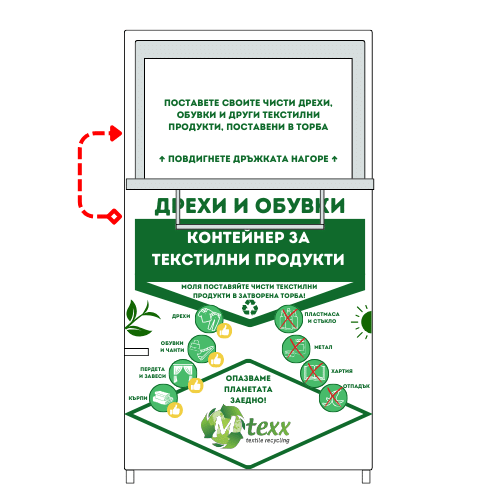 ПОСТАВЕТЕ СВОИТЕ ЧИСТИ ДРЕХИ,
ОБУВКИ И ДРУГИ ТЕКСТИЛНИ
ПРОДУКТИ, ПОСТАВЕНИ В ТОРБА
↑ ПОВДИГНЕТЕ ДРЪЖКАТА НАГОРЕ ↑
ДРЕХИ И ОБУВКИ
КОНТЕЙНЕР ЗА
ТЕКСТИЛНИ ПРОДУКТИ
МОЛЯ ПОСТАВЯЙТЕ ЧИСТИ ТЕКСТИЛНИ
ПРОДУКТИ В ЗАТВОРЕНА ТОРБА!
ДРЕХИ
ОБУВКИ
И ЧАНТИ
ПЕРДЕТА
И ЗАВЕСИ
КЪРПИ
ПЛАСТМАСА
И СТЪКЛО
МЕТАЛ
ХАРТИЯ
ОТПАДЪК
ОПАЗВАМЕ
ПЛАНЕТАТА
ЗАЕДНО!
M-texx
textile recycling